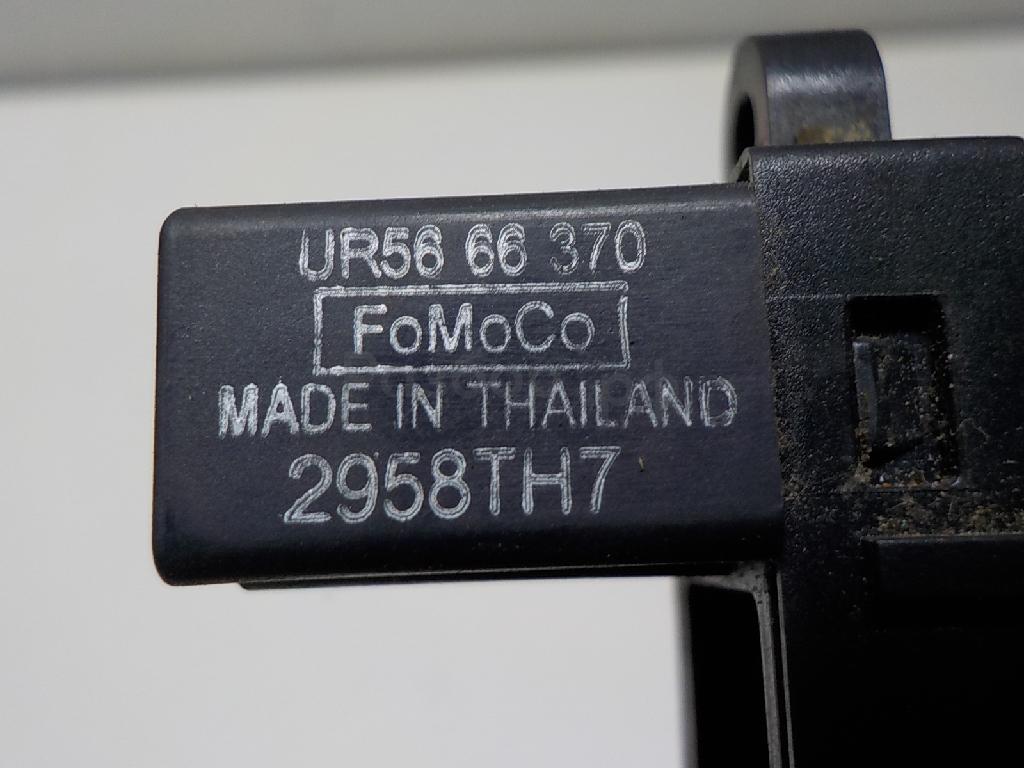 UR56 66 370
FoMoCo
MADE IN THAILAND
2958TH7